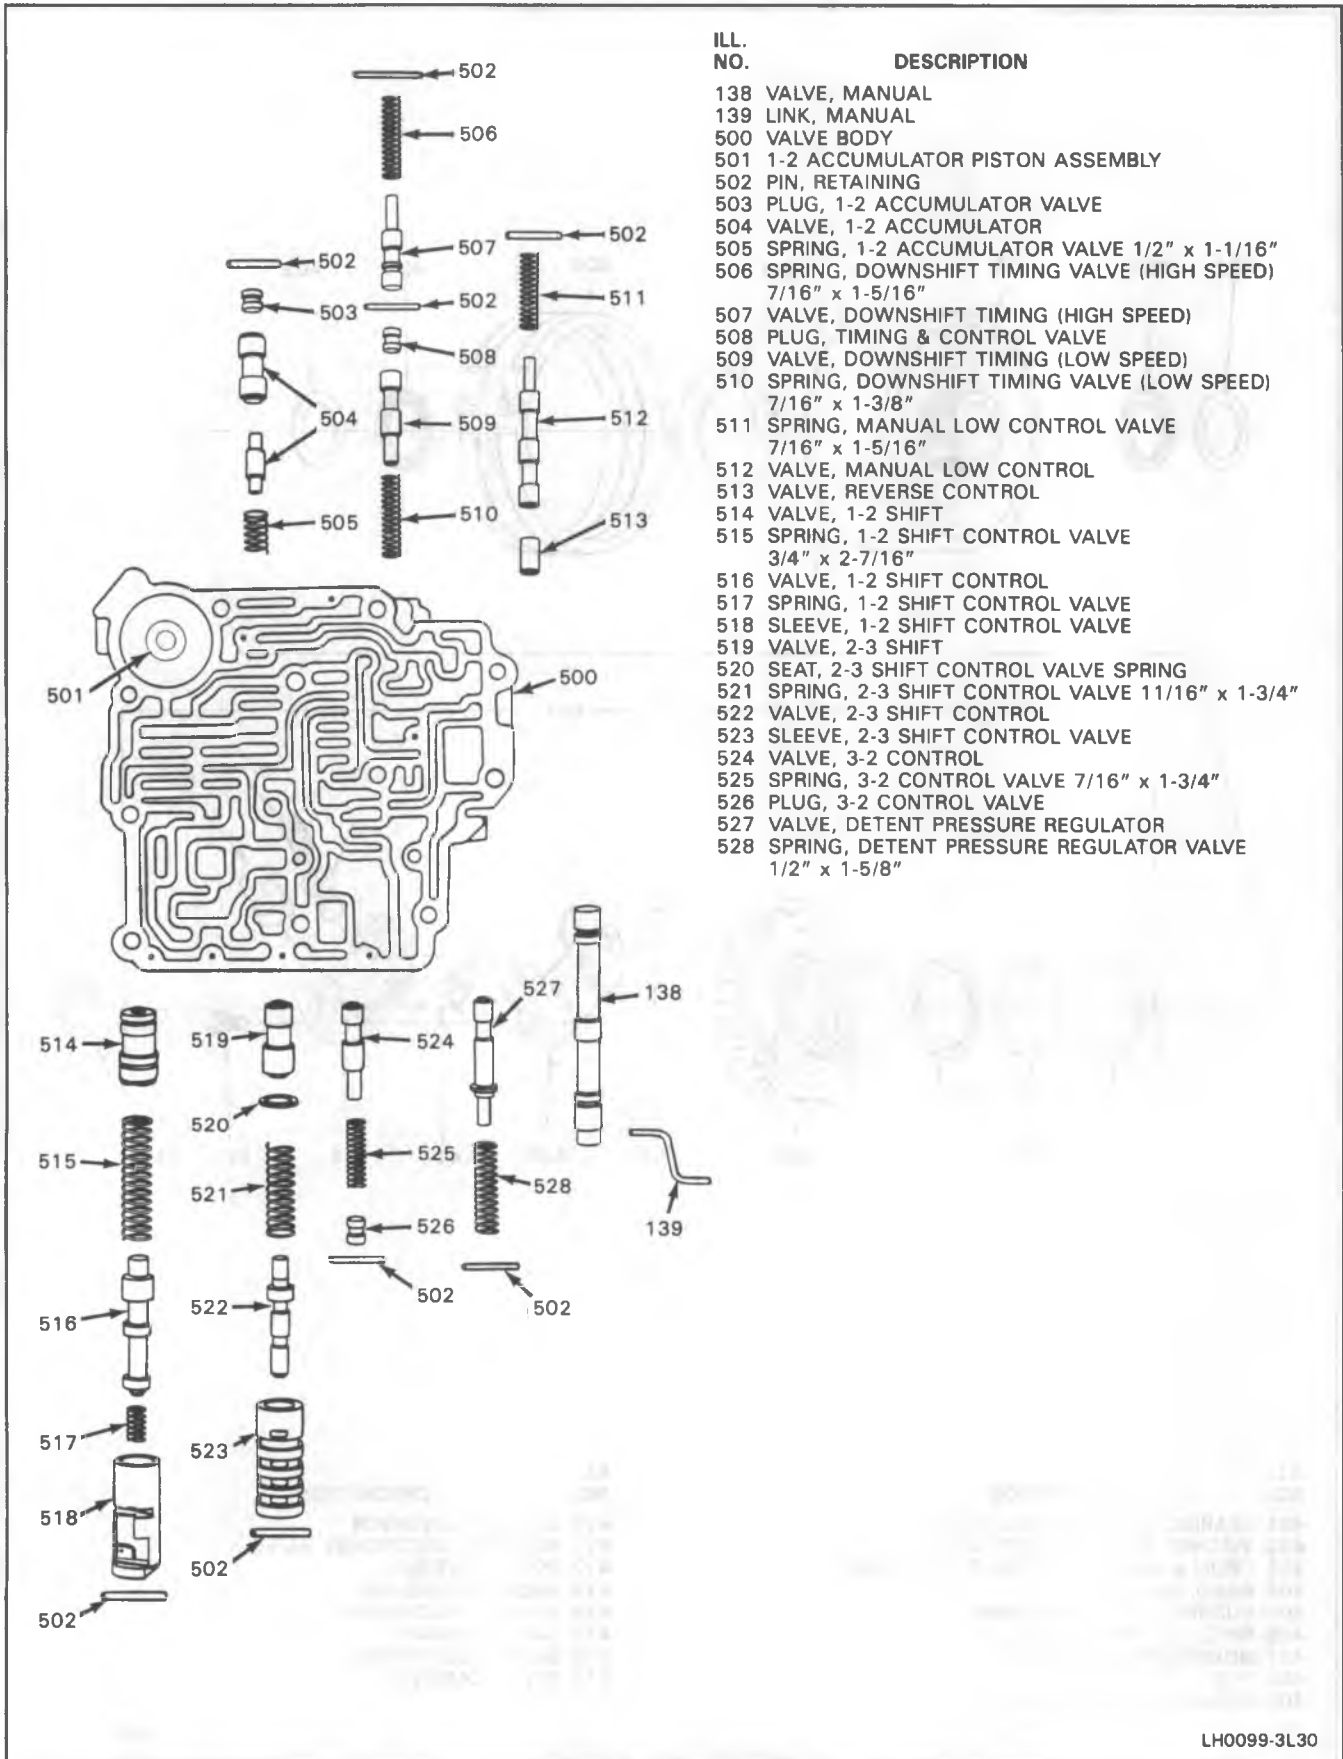 ILL.
NO. DESCRIPTION
138 VALVE, MANUAL
139 LINK, MANUAL
500 VALVE BODY
501 1-2 ACCUMULATOR PISTON ASSEMBLY
502 PIN, RETAINING
503 PLUG, 1-2 ACCUMULATOR VALVE
504 VALVE, 1-2 ACCUMULATOR
505 SPRING, 1-2 ACCUMULATOR VALVE 1/2" x 1-1/16"
506 SPRING, DOWNSHIFT TIMING VALVE (HIGH SPEED)
7/16" x 1-5/16"
507 VALVE, DOWNSHIFT TIMING (HIGH SPEED)
508 PLUG, TIMING & CONTROL VALVE
509 VALVE, DOWNSHIFT TIMING (LOW SPEED)
510 SPRING, DOWNSHIFT TIMING VALVE (LOW SPEED)
7/16" x 1-3/8"
511 SPRING, MANUAL LOW CONTROL VALVE
7/16" x 1-5/16"
512 VALVE, MANUAL LOW CONTROL
513 VALVE, REVERSE CONTROL
514 VALVE, 1-2 SHIFT
515 SPRING, 1-2 SHIFT CONTROL VALVE
3/4" x 2-7/16"
516 VALVE, 1-2 SHIFT CONTROL
517 SPRING, 1-2 SHIFT CONTROL VALVE
518 SLEEVE, 1-2 SHIFT CONTROL VALVE
519 VALVE, 2-3 SHIFT
520 SEAT, 2-3 SHIFT CONTROL VALVE SPRING
521 SPRING, 2-3 SHIFT CONTROL VALVE 11/16" x 1-3/4"
522 VALVE, 2-3 SHIFT CONTROL
523 SLEEVE, 2-3 SHIFT CONTROL VALVE
524 VALVE, 3-2 CONTROL
525 SPRING, 3-2 CONTROL VALVE 7/16" x 1-3/4"
526 PLUG, 3-2 CONTROL VALVE
527 VALVE, DETENT PRESSURE REGULATOR
528 SPRING, DETENT PRESSURE REGULATOR VALVE
1/2" x 1-5/8"
502
506
507
502
502
502
511
503
508
504
509
512
505
510
513
501
500
527
138
514
519
524
520
515
525
521
528
526
139
502
502
516
522
517
523
518
502
502
LH0099-3L30